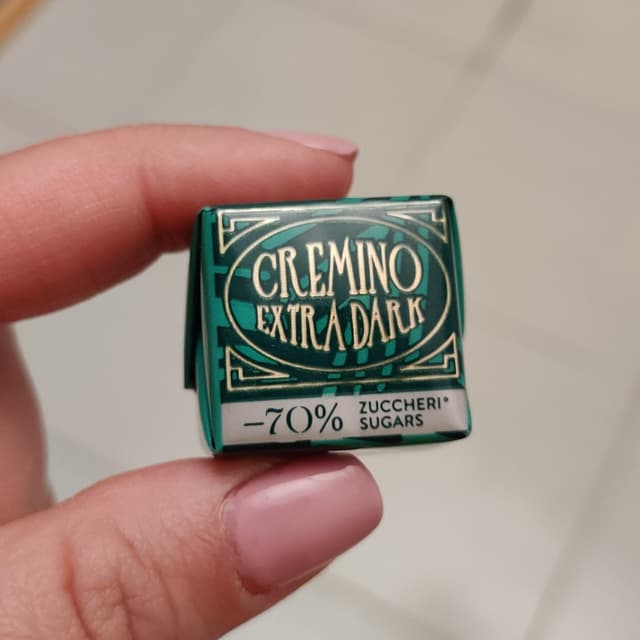 CREMINO
EXTRA DARK
-70% ZUCCHERI*
SUGARS